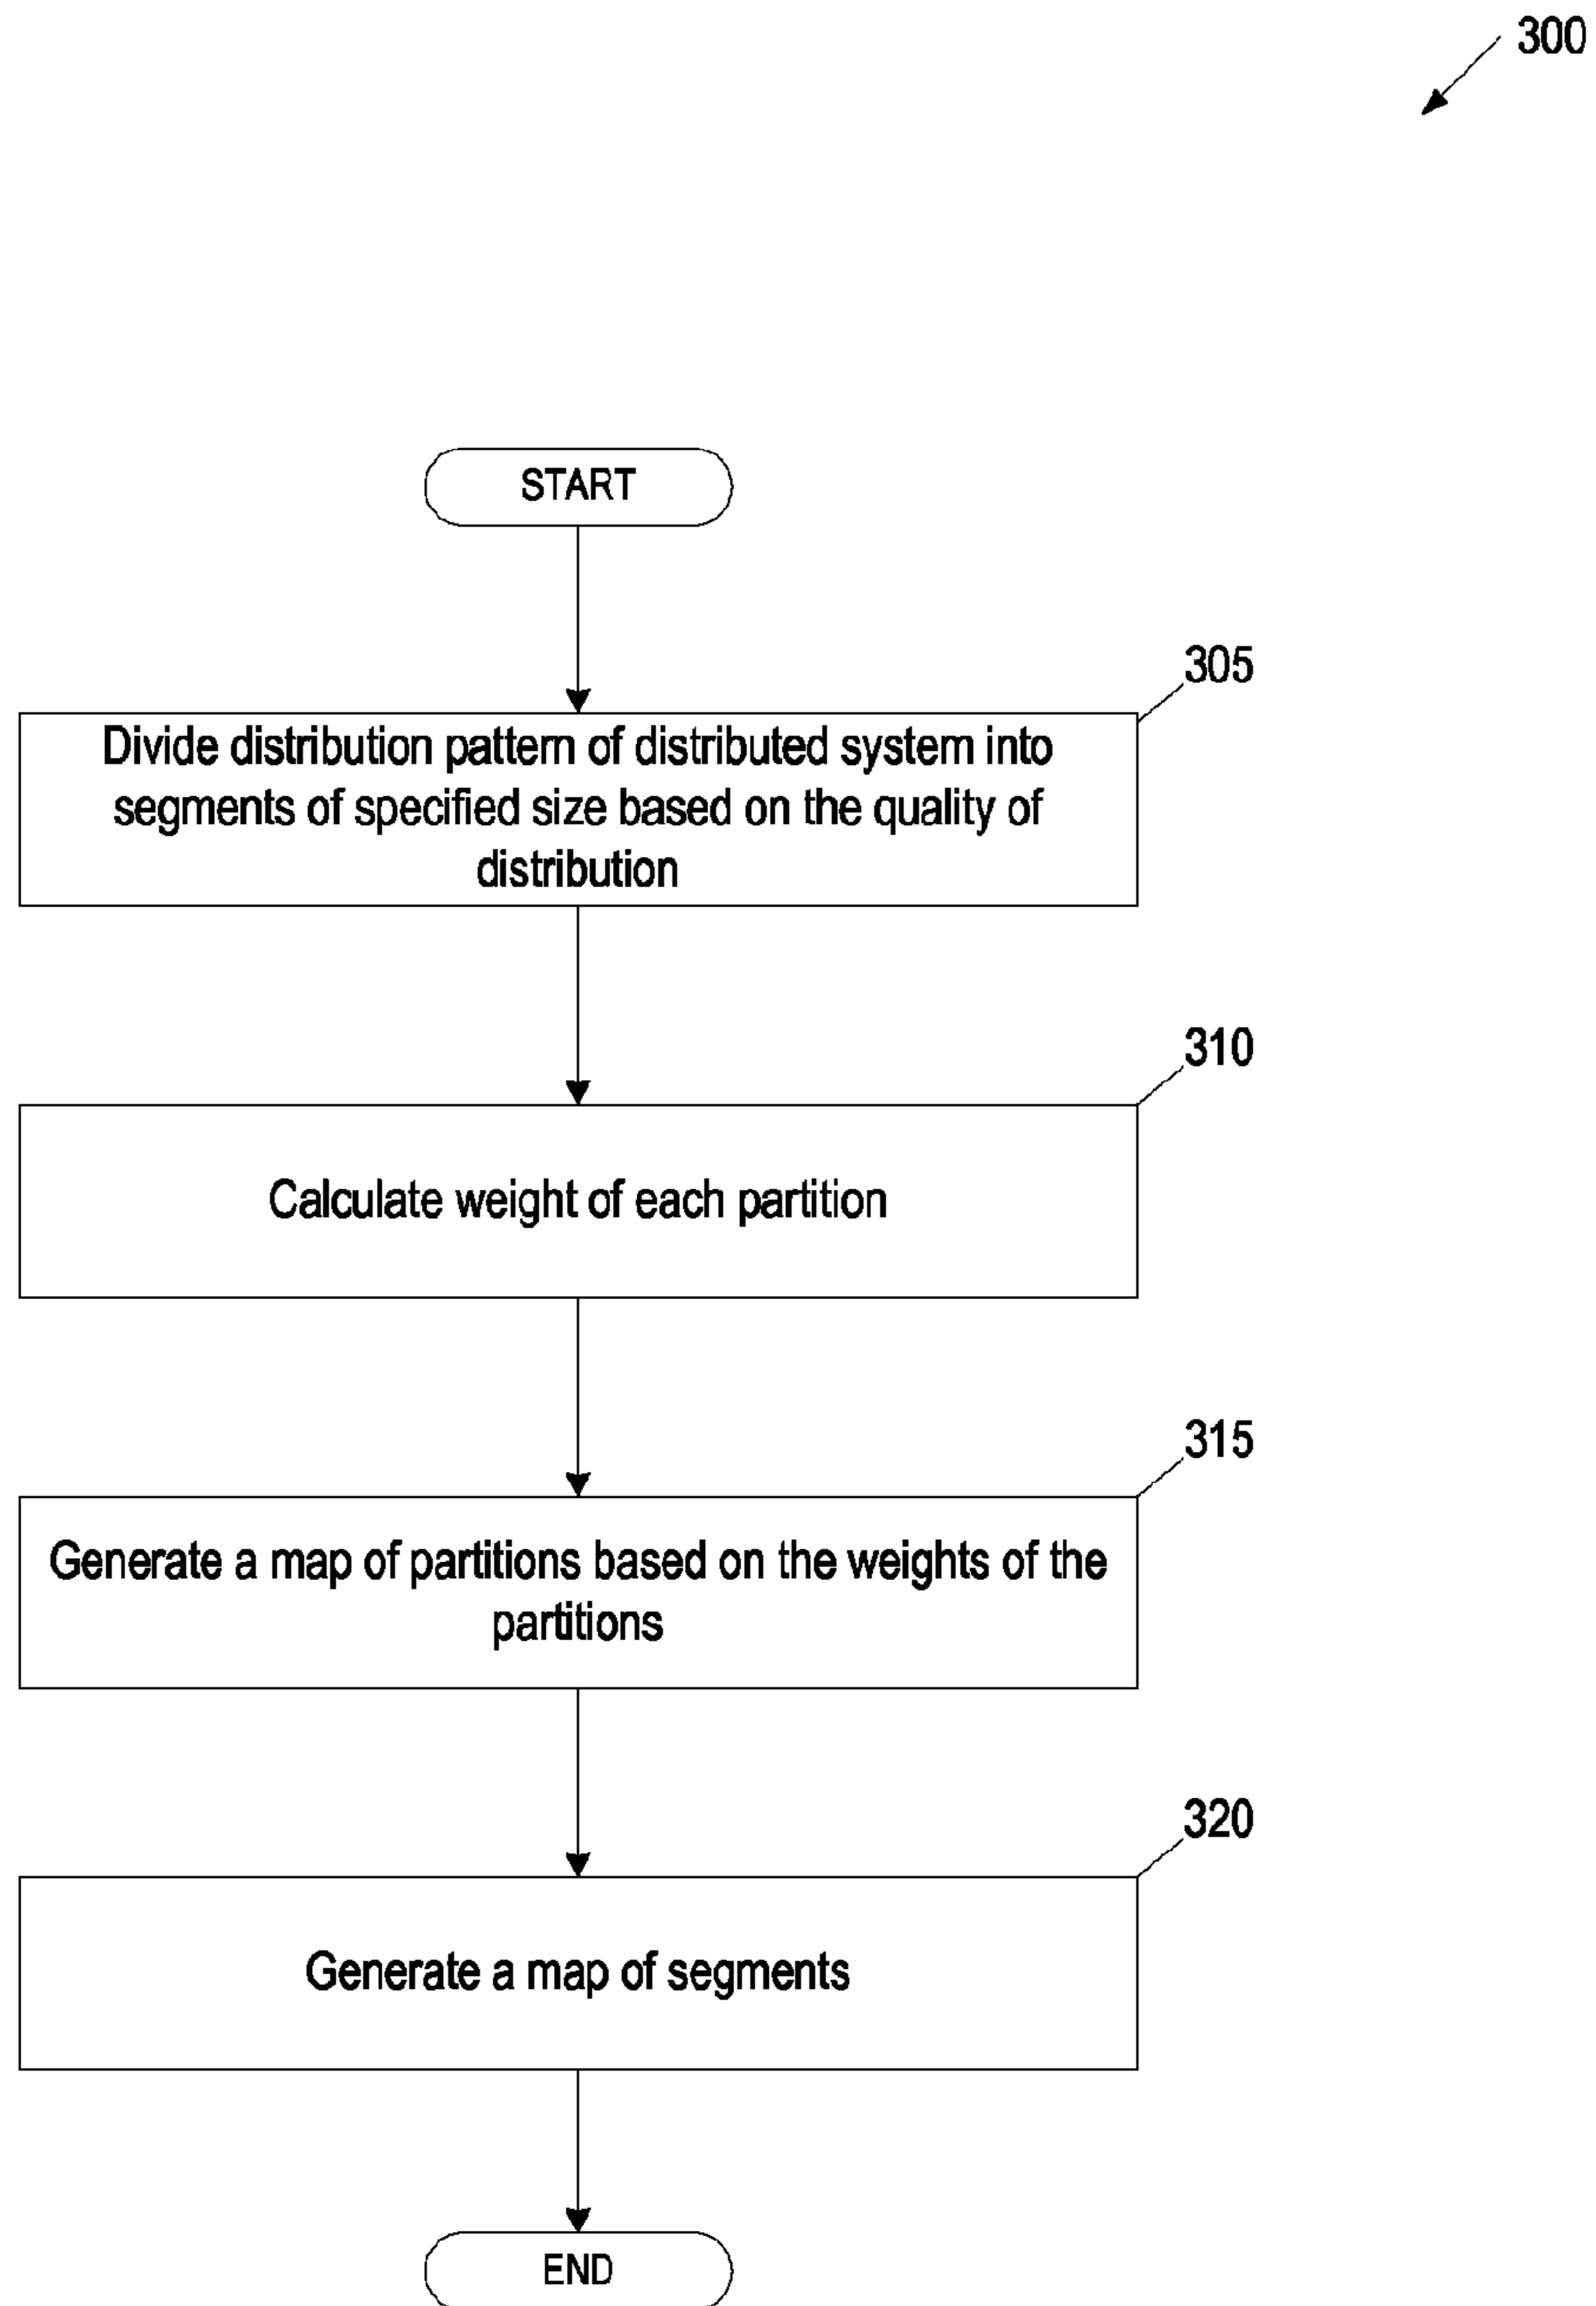 300
START
305
Divide distribution pattern of distributed system into
segments of specified size based on the quality of
distribution
310
Calculate weight of each partition
315
Generate a map of partitions based on the weights of the
partitions
320
Generate a map of segments
END